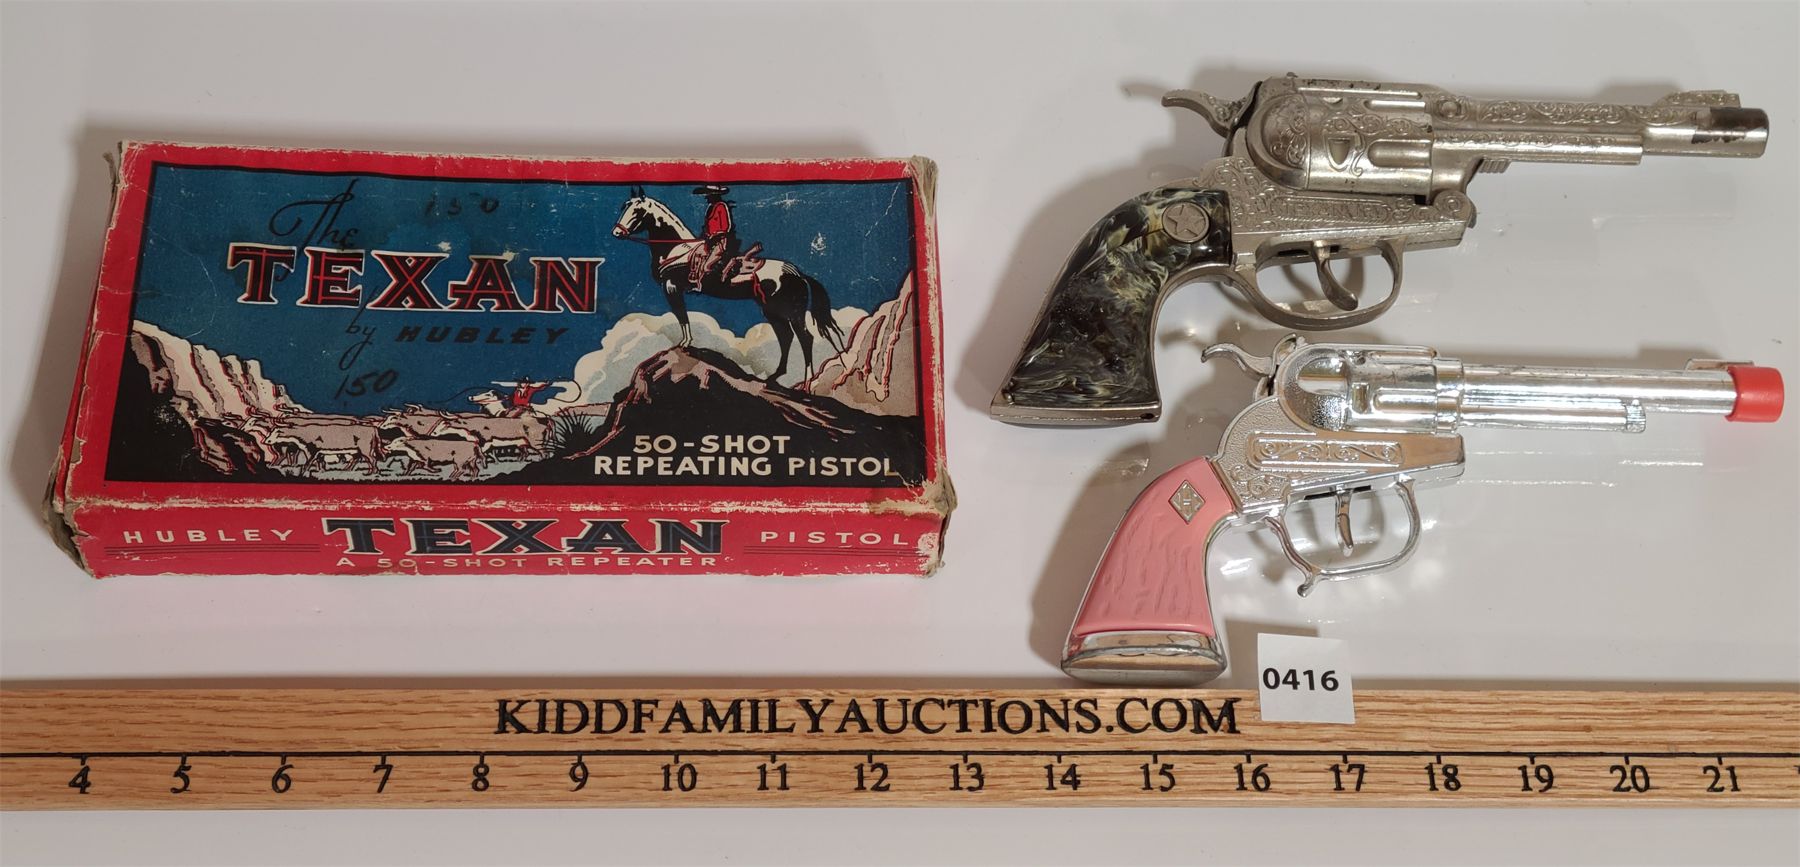 150
The
TEXAN
by HUBLEY
150
50-SHOT
REPEATING PISTOL
HUBLEY TEXAN PISTOL
A 50-SHOT REPEATER
0416
KIDDFAMILYAUCTIONS.COM
4 5 6 7 8 9 10 11 12 13 14 15 16 17 18 19 20 21